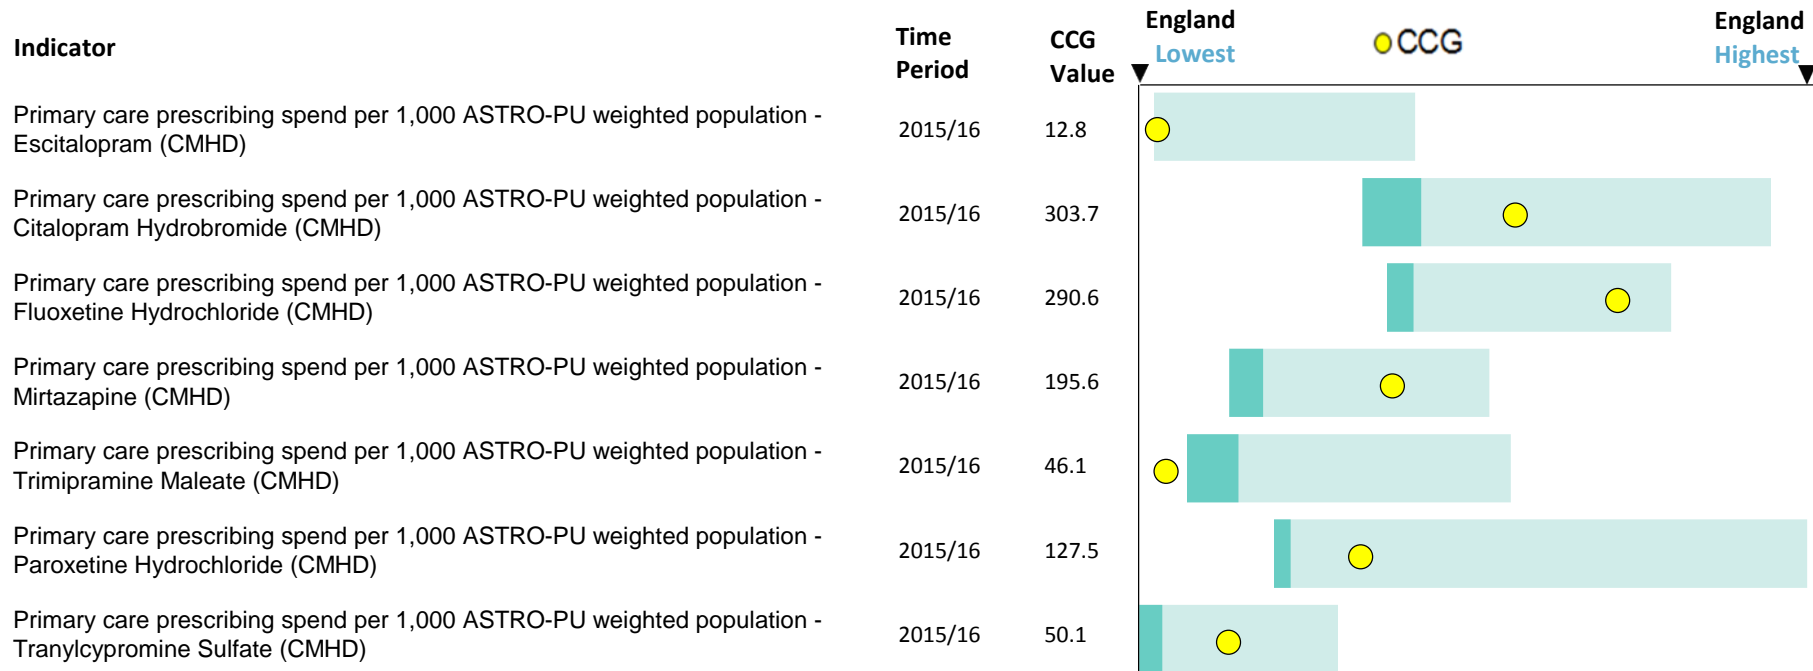 Indicator
Time Period
CCG Value
England Lowest
CCG
England Highest
Primary care prescribing spend per 1,000 ASTRO-PU weighted population -
Escitalopram (CMHD)
2015/16
12.8
Primary care prescribing spend per 1,000 ASTRO-PU weighted population -
Citalopram Hydrobromide (CMHD)
2015/16
303.7
Primary care prescribing spend per 1,000 ASTRO-PU weighted population -
Fluoxetine Hydrochloride (CMHD)
2015/16
290.6
Primary care prescribing spend per 1,000 ASTRO-PU weighted population -
Mirtazapine (CMHD)
2015/16
195.6
Primary care prescribing spend per 1,000 ASTRO-PU weighted population -
Trimipramine Maleate (CMHD)
2015/16
46.1
Primary care prescribing spend per 1,000 ASTRO-PU weighted population -
Paroxetine Hydrochloride (CMHD)
2015/16
127.5
Primary care prescribing spend per 1,000 ASTRO-PU weighted population -
Tranylcypromine Sulfate (CMHD)
2015/16
50.1